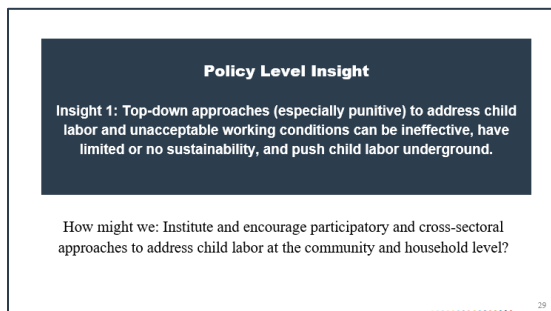 Policy Level Insight
Insight 1: Top-down approaches (especially punitive) to address child
labor and unacceptable working conditions can be ineffective, have
limited or no sustainability, and push child labor underground.
How might we: Institute and encourage participatory and cross-sectoral
approaches to address child labor at the community and household level?
29